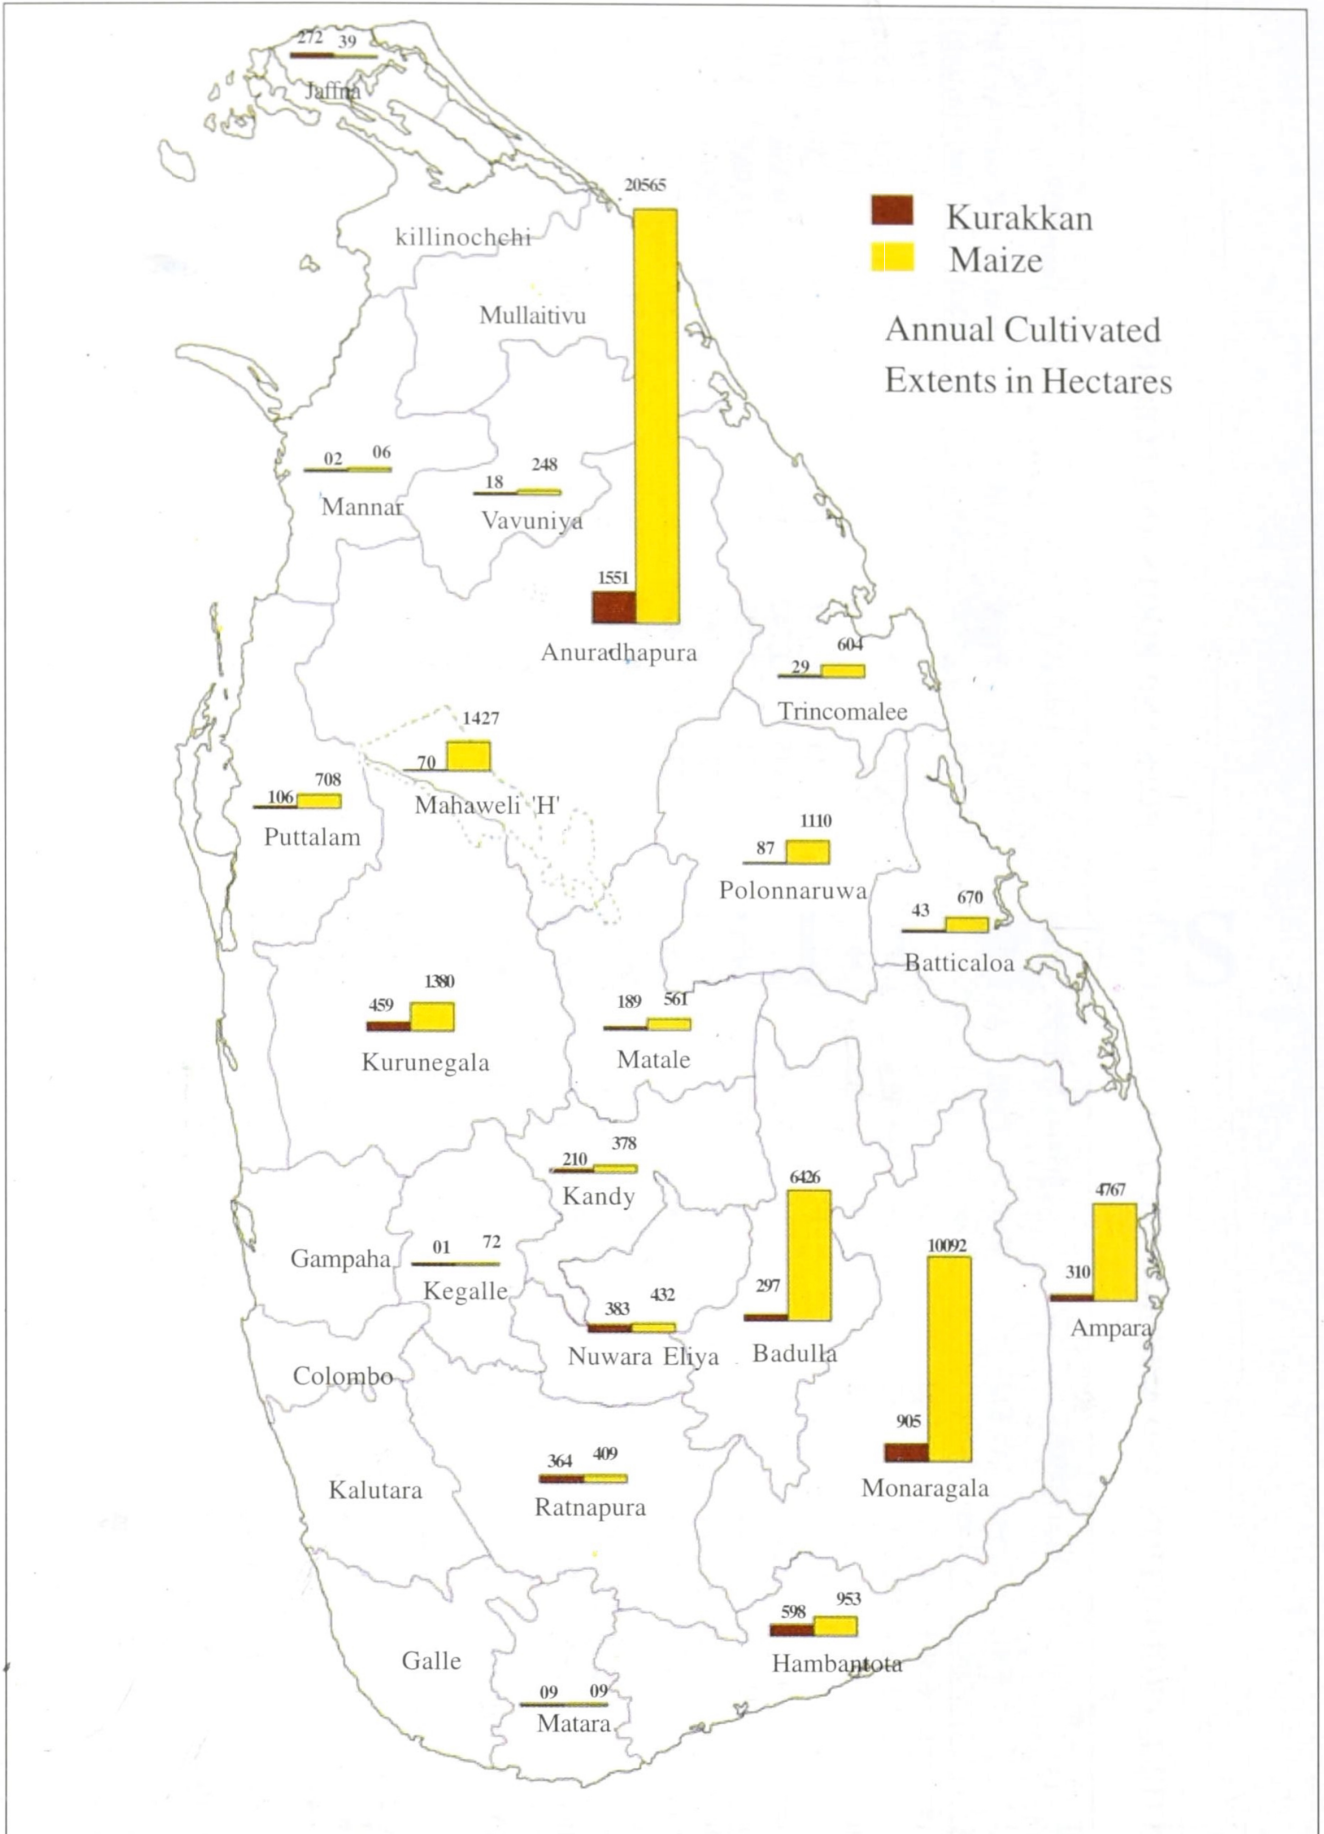 272 39
Jaffna
20565
Kurakkan
Maize
killinochchi
Mullaitivu
Annual Cultivated
Extents in Hectares
02 06
Mannar
18 248
Vavuniya
1551
Anuradhapura
29 604
Trincomalee
70 1427
Mahaweli 'H'
106 708
Puttalam
87 1110
Polonnaruwa
43 670
Batticaloa
459 1380
Kurunegala
189 561
Matale
210 378
Kandy
6426
297
Badulla
4767
310
Ampara
Gampaha
01 72
Kegalle
10092
905
Monaragala
383 432
Nuwara Eliya
Colombo
364 409
Ratnapura
Kalutara
598 953
Hambantota
Galle
09 09
Matara